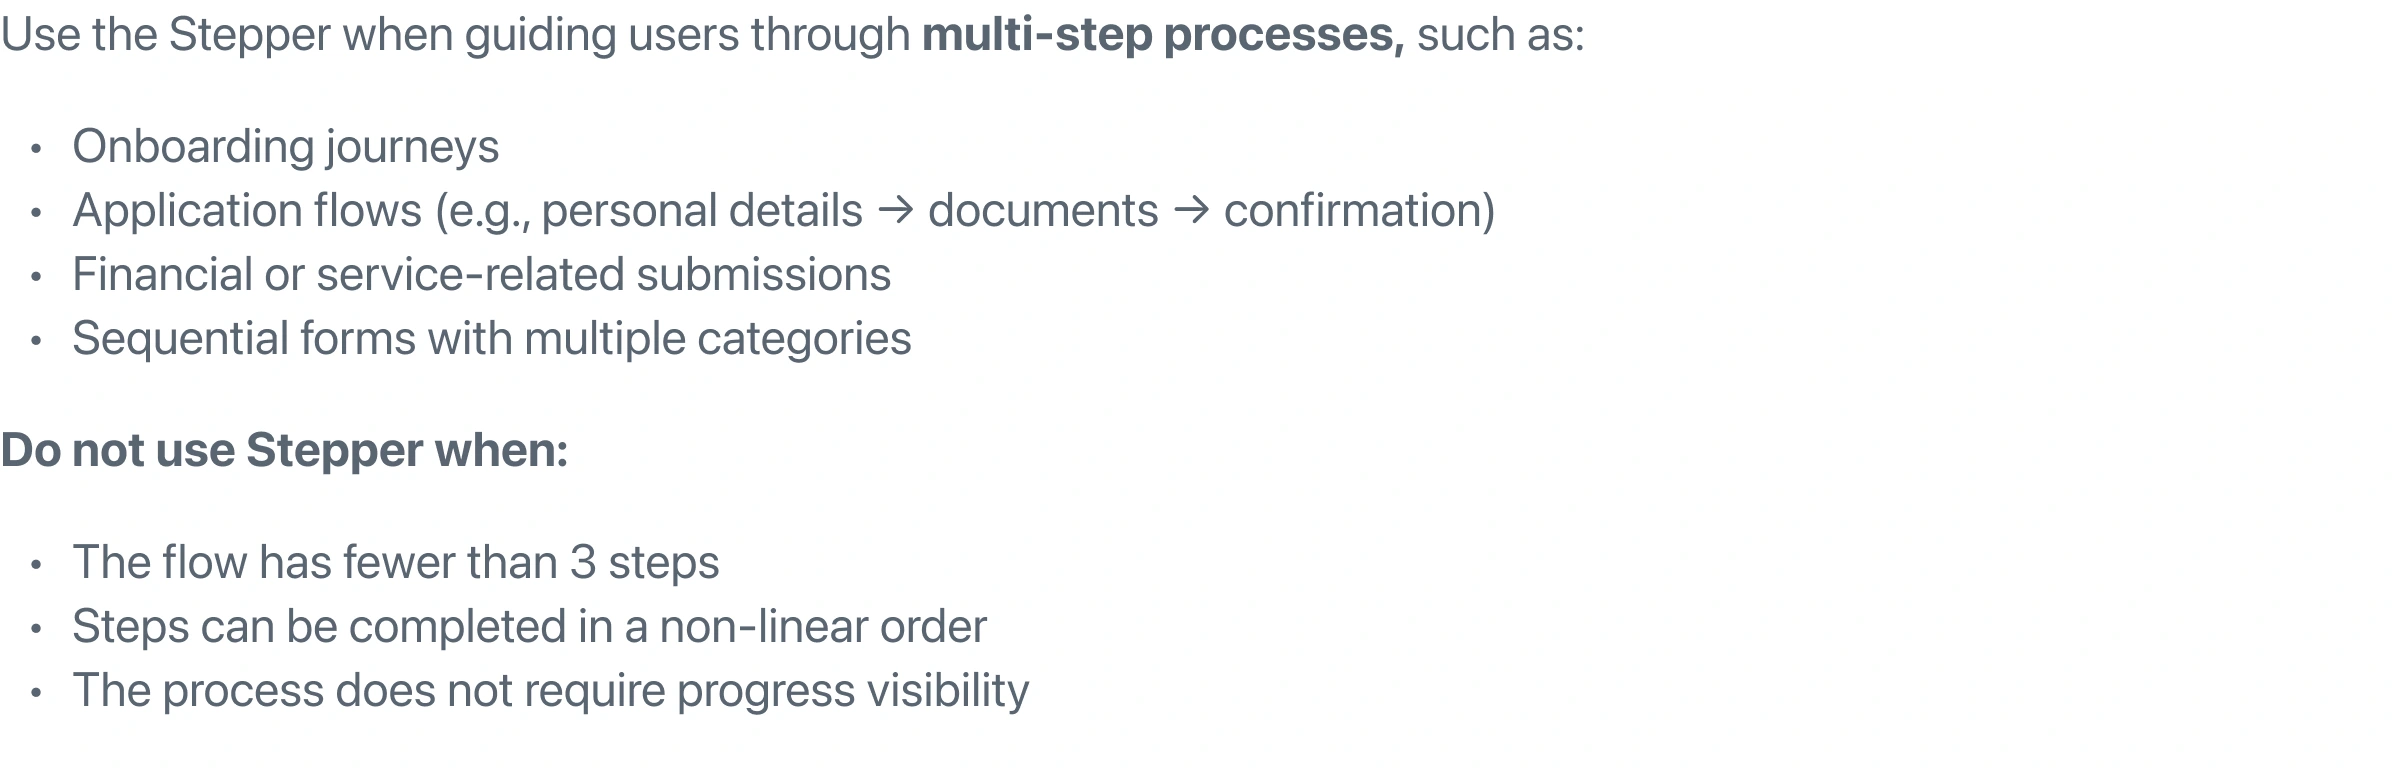 Use the Stepper when guiding users through multi-step processes, such as:
• Onboarding journeys
• Application flows (e.g., personal details → documents → confirmation)
• Financial or service-related submissions
• Sequential forms with multiple categories
Do not use Stepper when:
• The flow has fewer than 3 steps
• Steps can be completed in a non-linear order
• The process does not require progress visibility